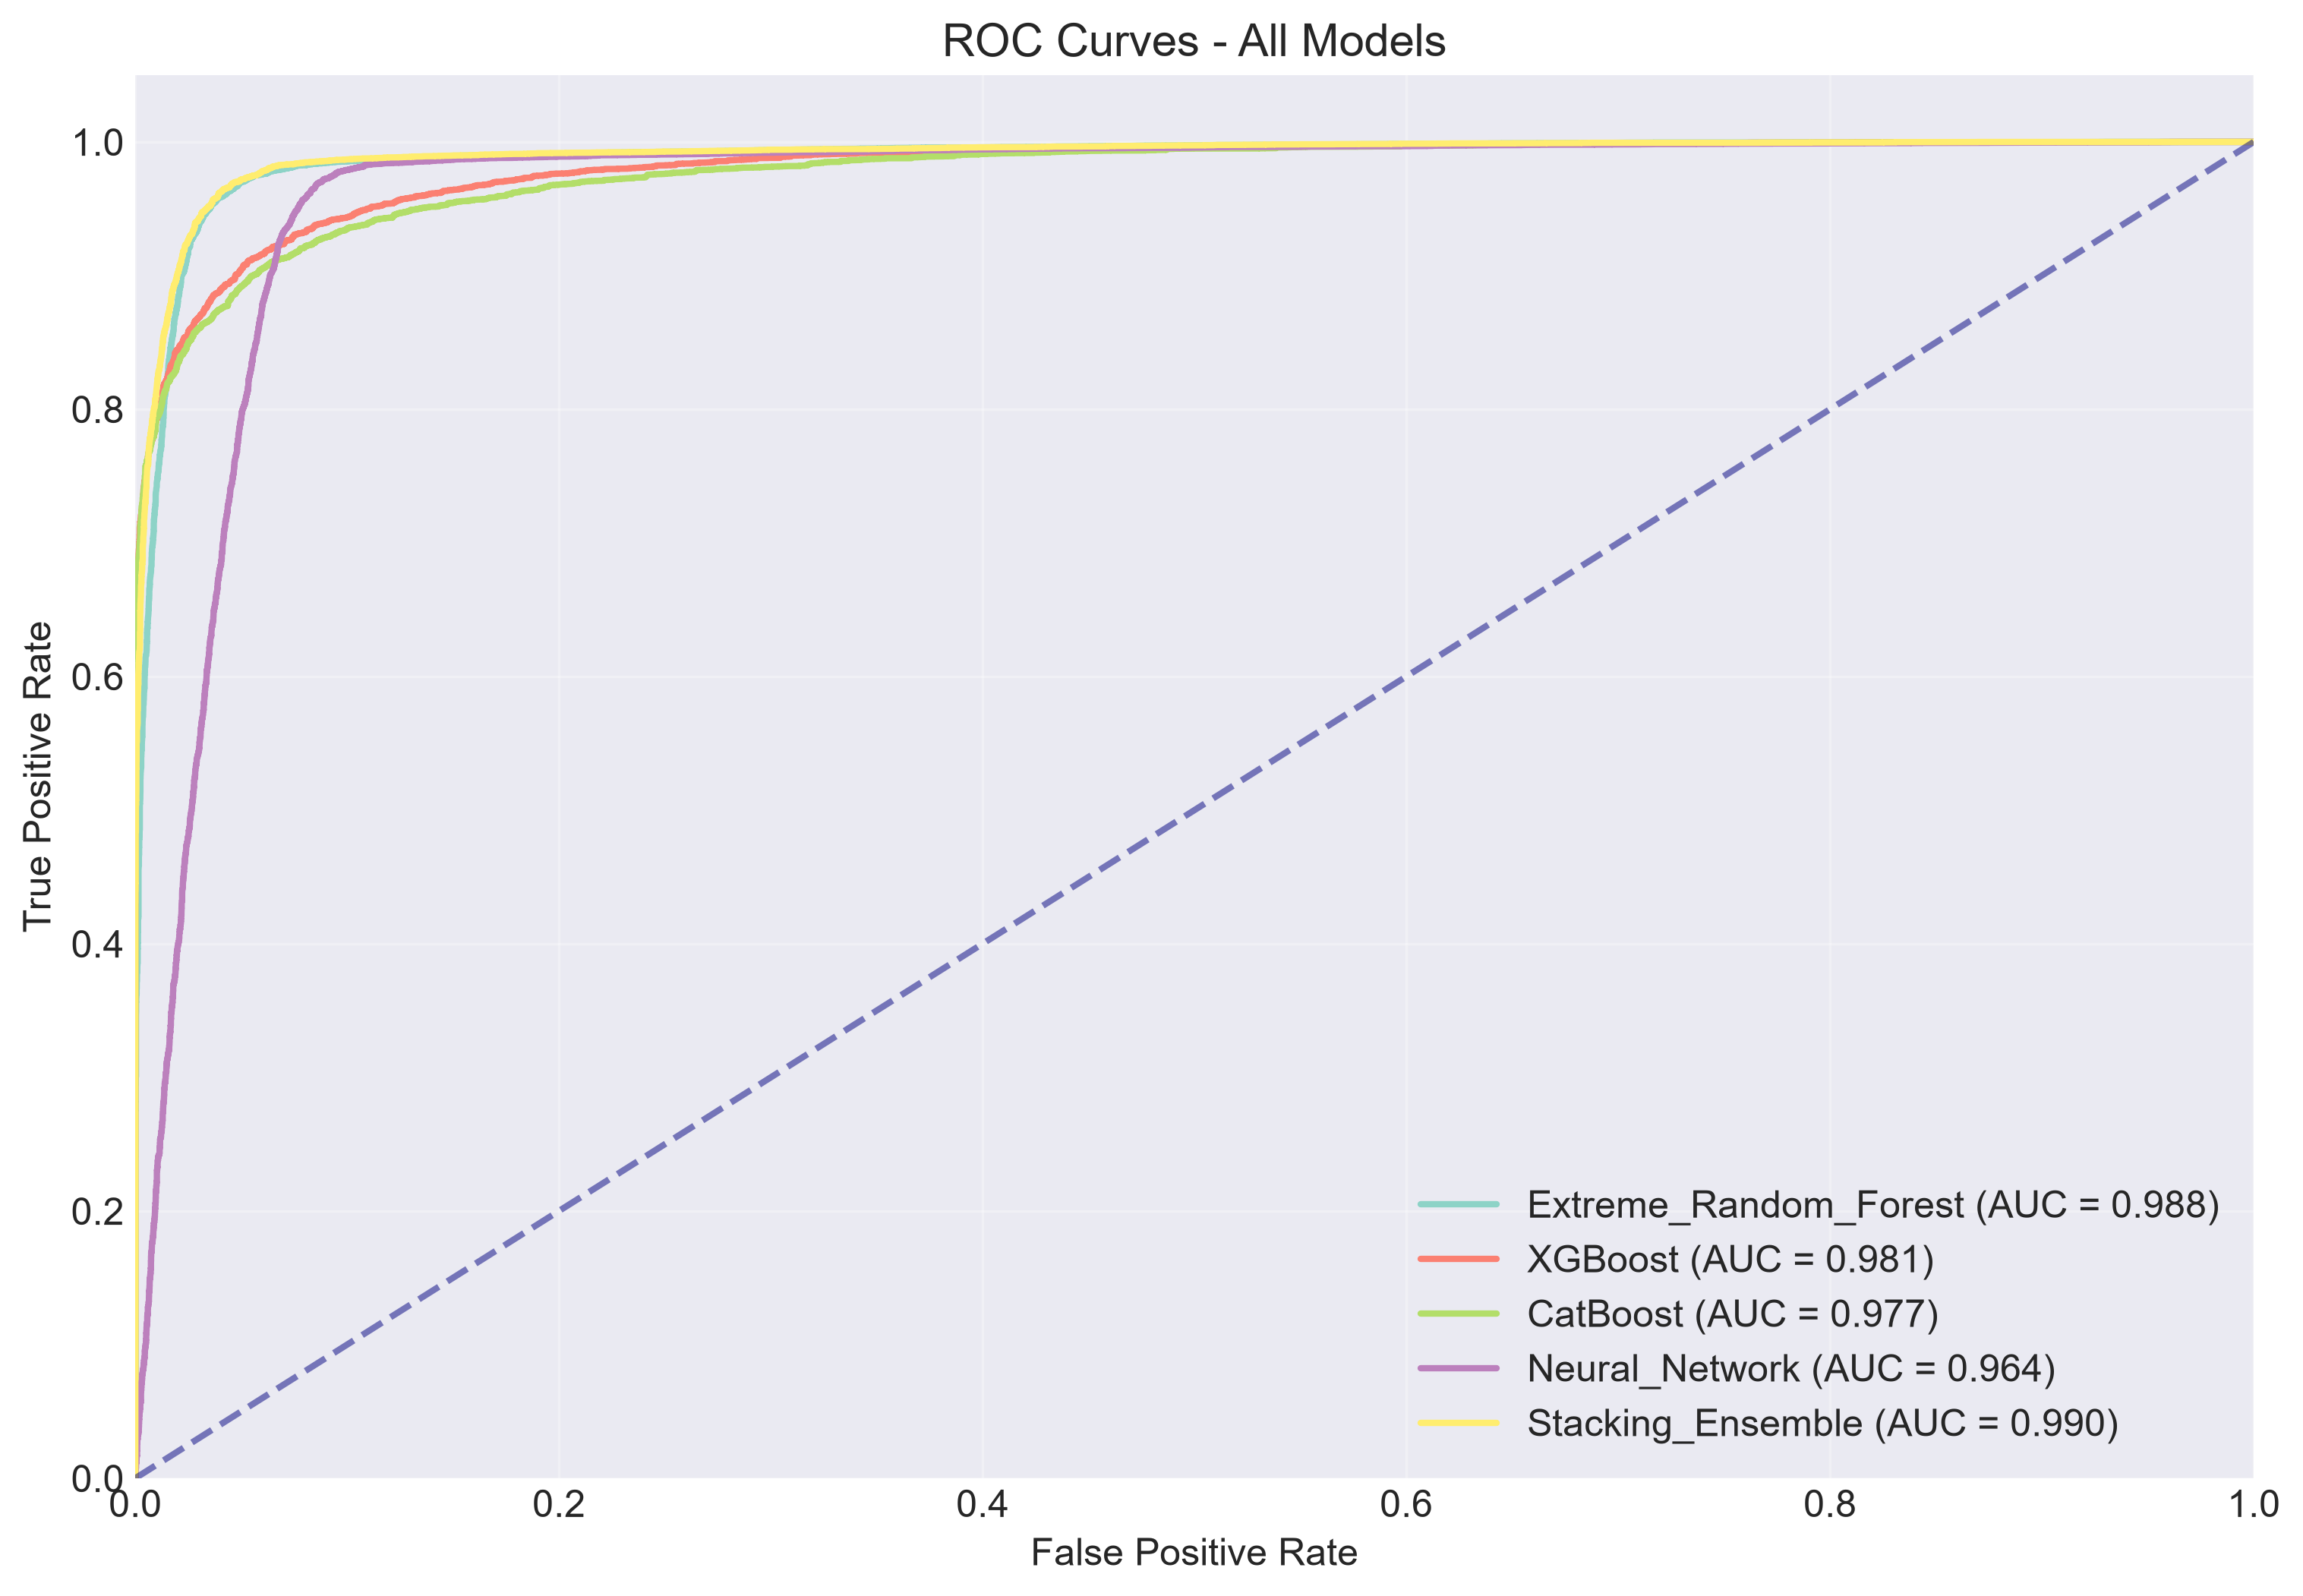 ROC Curves - All Models
1.0
0.8
0.6
0.4
0.2
0.0
True Positive Rate
0.0 0.2 0.4 0.6 0.8 1.0
False Positive Rate
Extreme_Random_Forest (AUC = 0.988)
XGBoost (AUC = 0.981)
CatBoost (AUC = 0.977)
Neural_Network (AUC = 0.964)
Stacking_Ensemble (AUC = 0.990)